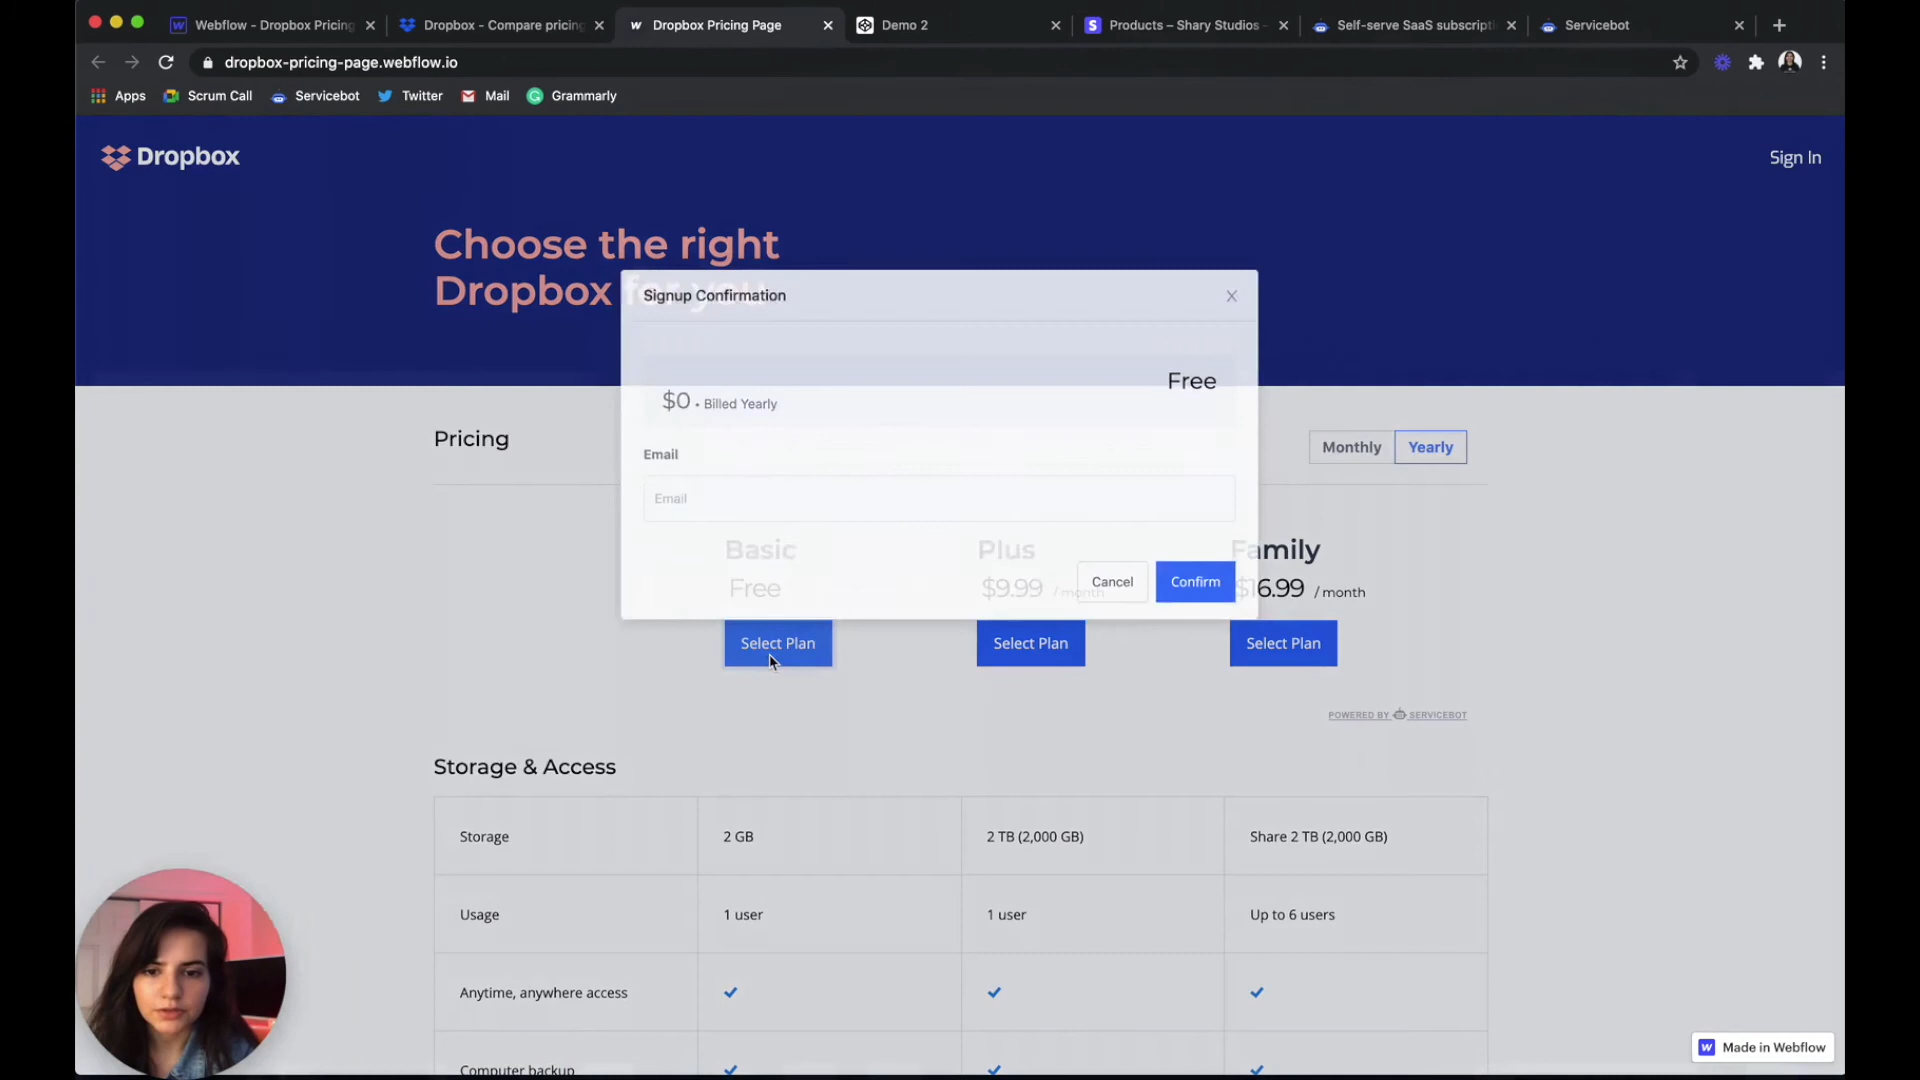 Webflow - Dropbox Pricing
Dropbox - Compare pricing
Dropbox Pricing Page
Demo 2
Products – Shary Studios -
Self-serve SaaS subscripti
Servicebot
dropbox-pricing-page.webflow.io
Apps
Scrum Call
Servicebot
Twitter
Mail
Grammarly
Dropbox
Sign In
Choose the right
Dropbox for you
Signup Confirmation
Free
$0 • Billed Yearly
Pricing
Monthly
Yearly
Email
Email
Basic
Plus
Family
Free
$9.99 / month
$16.99 / month
Cancel
Confirm
Select Plan
Select Plan
Select Plan
POWERED BY SERVICEBOT
Storage & Access
Storage
2 GB
2 TB (2,000 GB)
Share 2 TB (2,000 GB)
Usage
1 user
1 user
Up to 6 users
Anytime, anywhere access
Made in Webflow
Computer backup